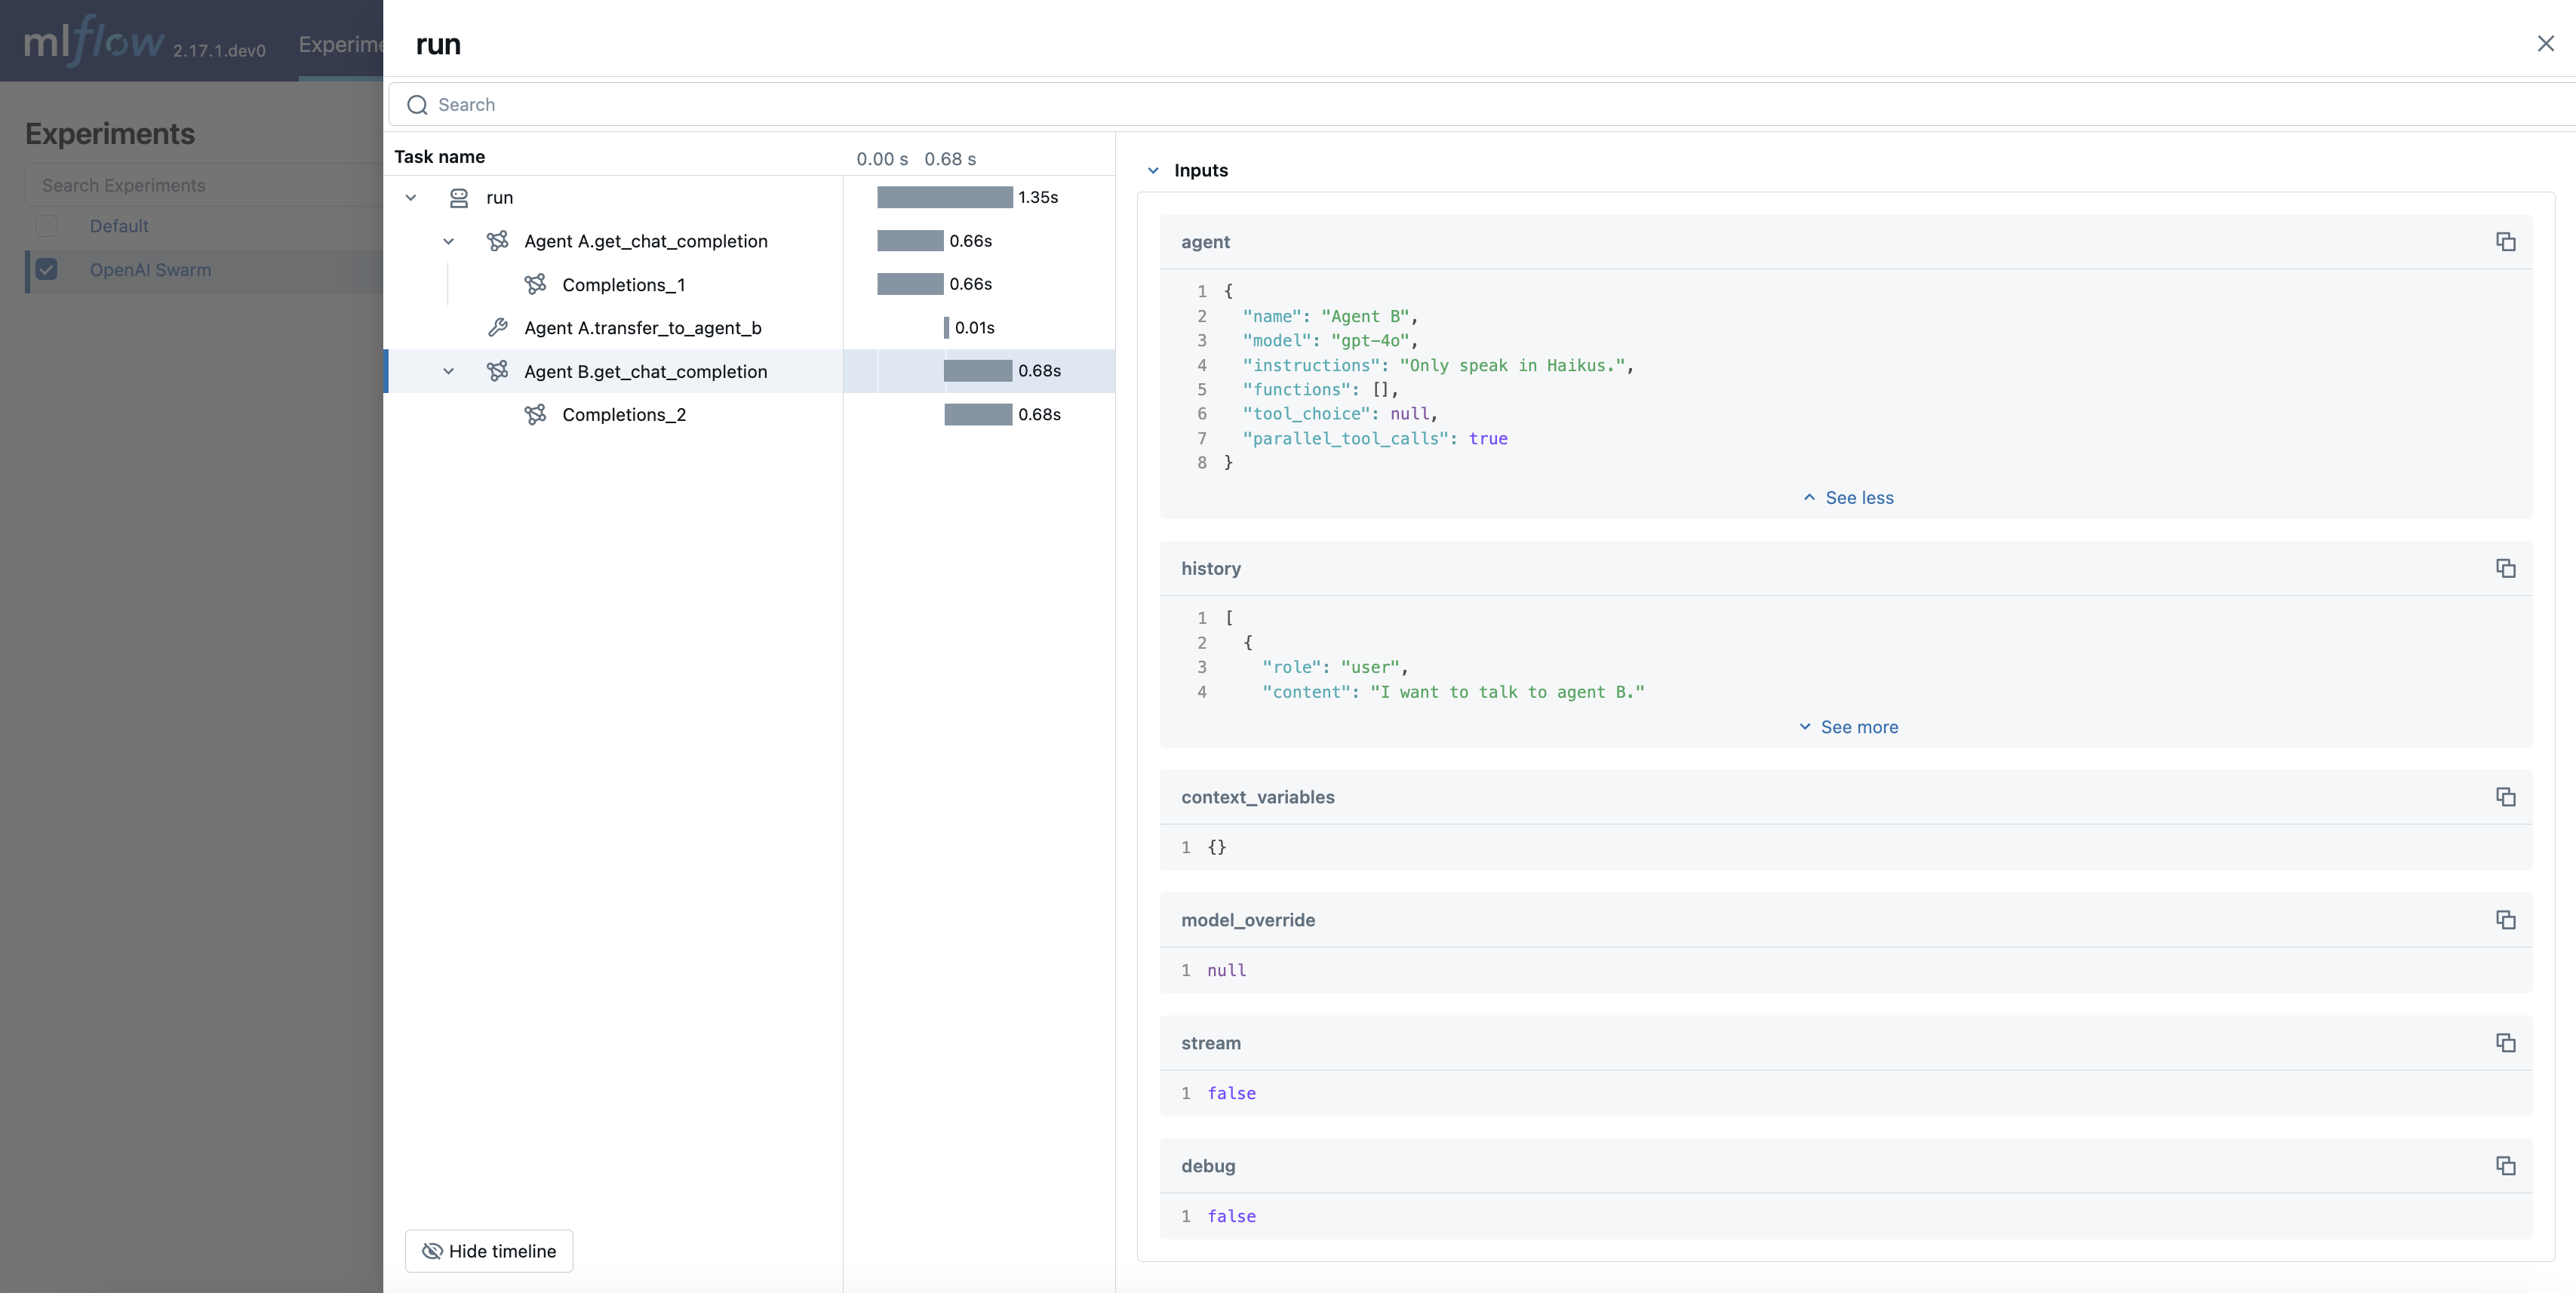 mlflow 2.17.1.dev0 Experime
Experiments
Search Experiments
Default
OpenAI Swarm
run
Search
Task name 0.00 s 0.68 s
run 1.35s
Agent A.get_chat_completion 0.66s
Completions_1 0.66s
Agent A.transfer_to_agent_b 0.01s
Agent B.get_chat_completion 0.68s
Completions_2 0.68s
Hide timeline
Inputs
agent
1 {
2 "name": "Agent B",
3 "model": "gpt-4o",
4 "instructions": "Only speak in Haikus.",
5 "functions": [],
6 "tool_choice": null,
7 "parallel_tool_calls": true
8 }
See less
history
1 [
2 {
3 "role": "user",
4 "content": "I want to talk to agent B."
See more
context_variables
1 {}
model_override
1 null
stream
1 false
debug
1 false